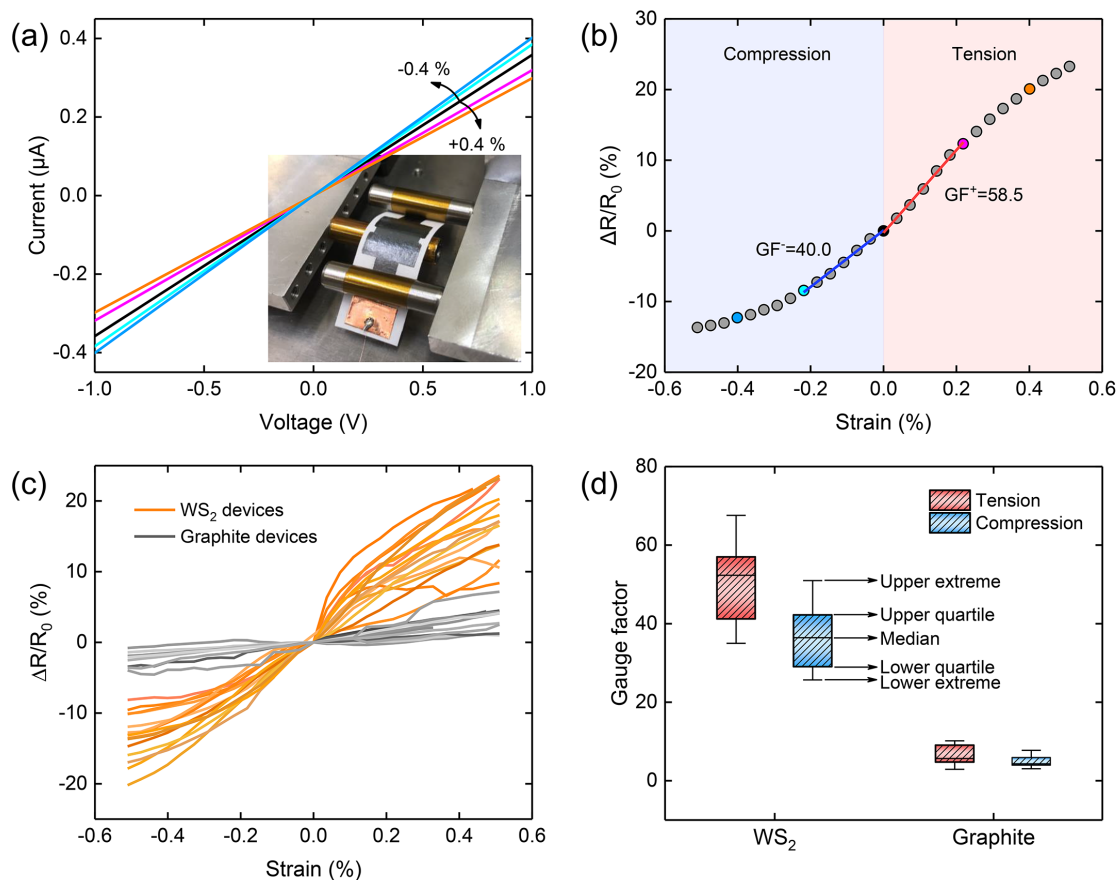 (a)
0.4
0.2
0.0
-0.2
-0.4
Current (µA)
-0.4 %
+0.4 %
-1.0 -0.5 0.0 0.5 1.0
Voltage (V)
(b)
30
20
10
0
-10
-20
ΔR/R₀ (%)
Compression
Tension
GF⁺=58.5
GF⁻=40.0
-0.6 -0.4 -0.2 0.0 0.2 0.4 0.6
Strain (%)
(c)
20
10
0
-10
-20
ΔR/R₀ (%)
WS₂ devices
Graphite devices
-0.6 -0.4 -0.2 0.0 0.2 0.4 0.6
Strain (%)
(d)
80
60
40
20
0
Gauge factor
Tension
Compression
Upper extreme
Upper quartile
Median
Lower quartile
Lower extreme
WS₂ Graphite